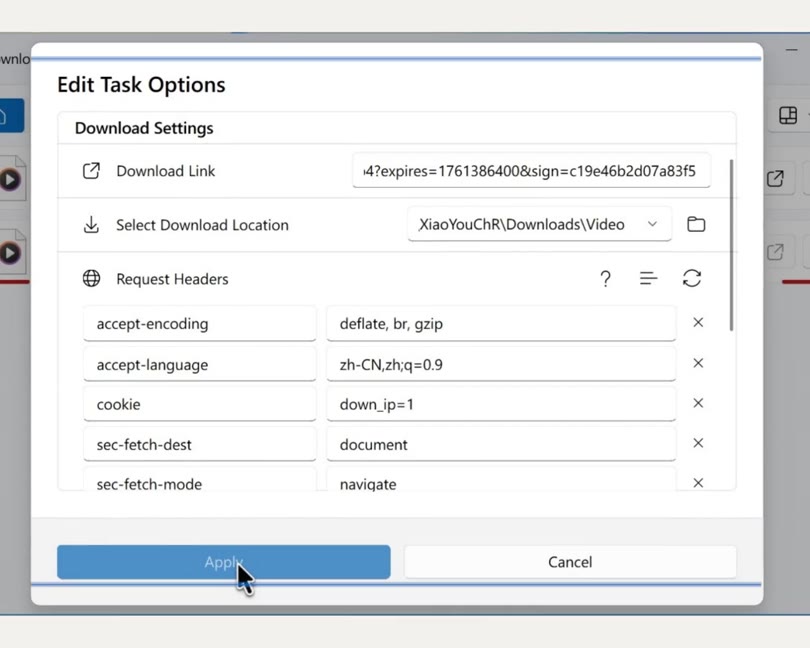 Edit Task Options
Download Settings
Download Link
4?expires=1761386400&sign=c19e46b2d07a83f5
Select Download Location
XiaoYouChR\Downloads\Video
Request Headers
?
accept-encoding
deflate, br, gzip
accept-language
zh-CN,zh;q=0.9
cookie
down_ip=1
sec-fetch-dest
document
sec-fetch-mode
navigate
Apply
Cancel